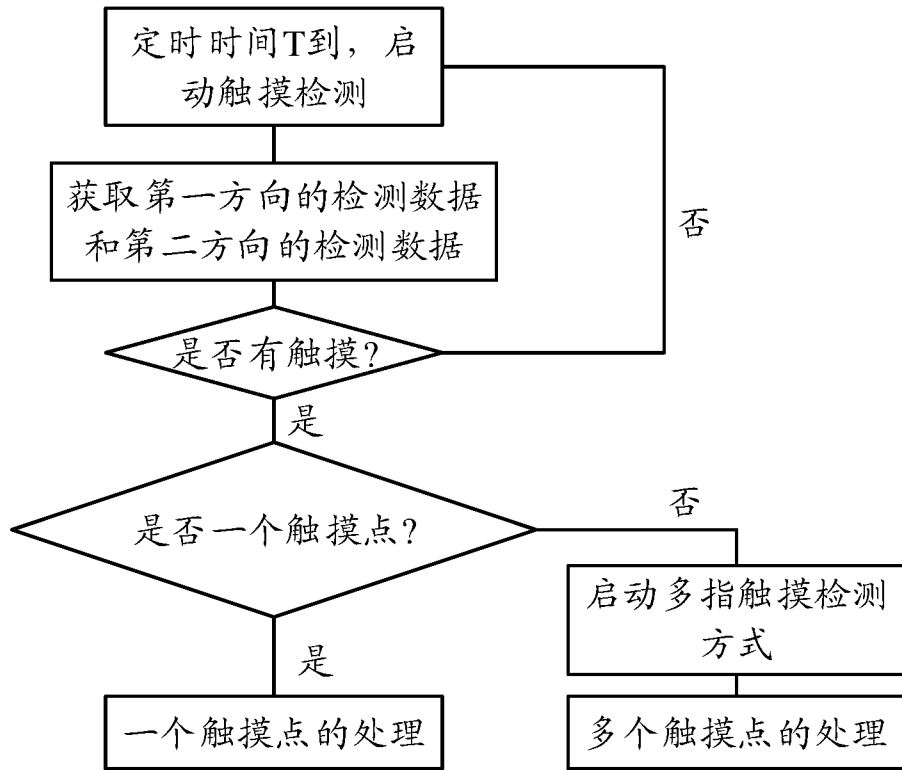 定时时间T到，启
动触摸检测
获取第一方向的检测数据
和第二方向的检测数据
否
是否有触摸?
是
是否一个触摸点?
否
启动多指触摸检测
方式
是
一个触摸点的处理
多个触摸点的处理